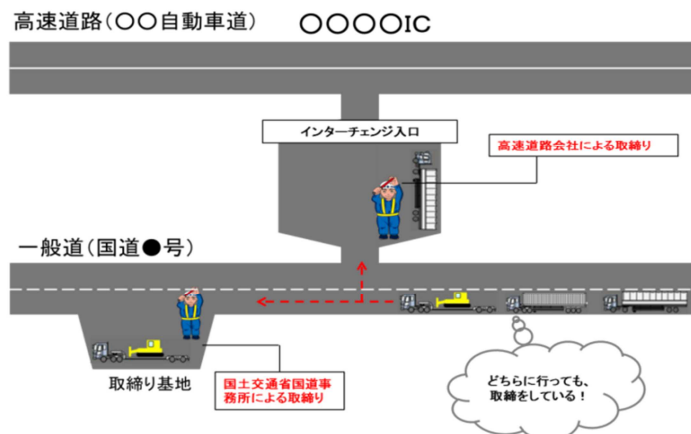 高速道路(〇〇自動車道) 〇〇〇〇IC
インターチェンジ入口
高速道路会社による取締り
一般道(国道●号)
取締り基地
国土交通省国道事
務所による取締り
どちらに行っても、
取締をしている！